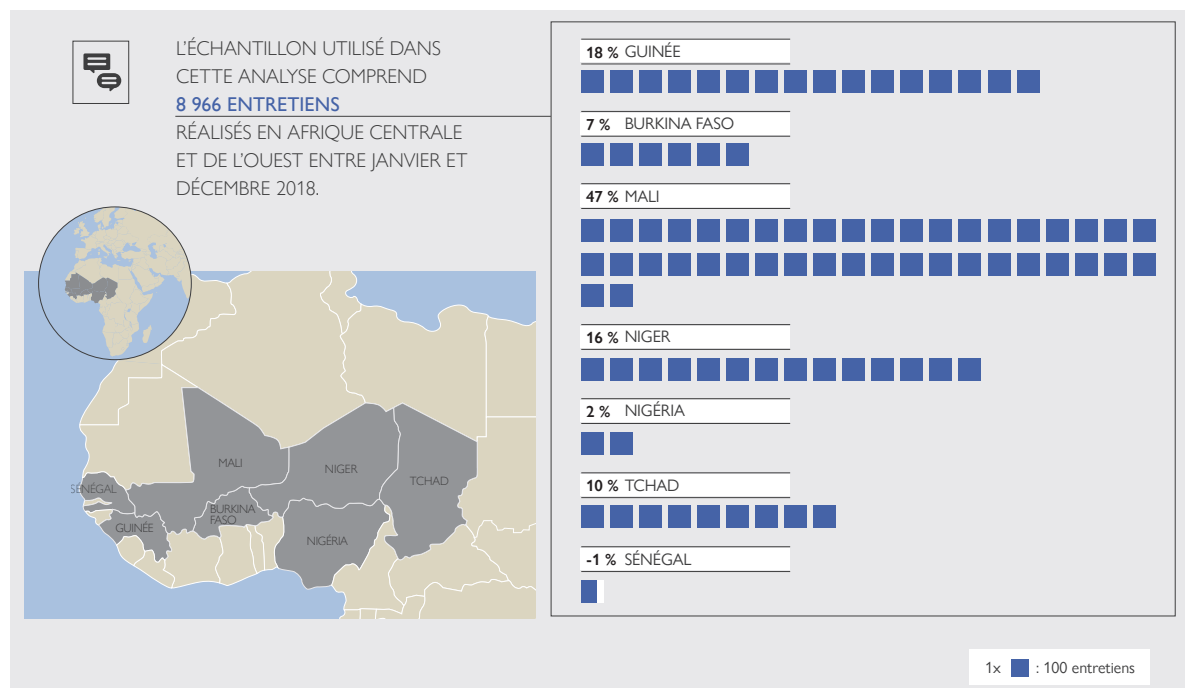 L'ÉCHANTILLON UTILISÉ DANS
CETTE ANALYSE COMPREND
8 966 ENTRETIENS
RÉALISÉS EN AFRIQUE CENTRALE
ET DE L'OUEST ENTRE JANVIER ET
DÉCEMBRE 2018.
18 % GUINÉE
7 % BURKINA FASO
47 % MALI
16 % NIGER
2 % NIGÉRIA
10 % TCHAD
-1 % SÉNÉGAL
MALI
NIGER
TCHAD
SÉNÉGAL
BURKINA
FASO
GUINÉE
NIGÉRIA
1x : 100 entretiens